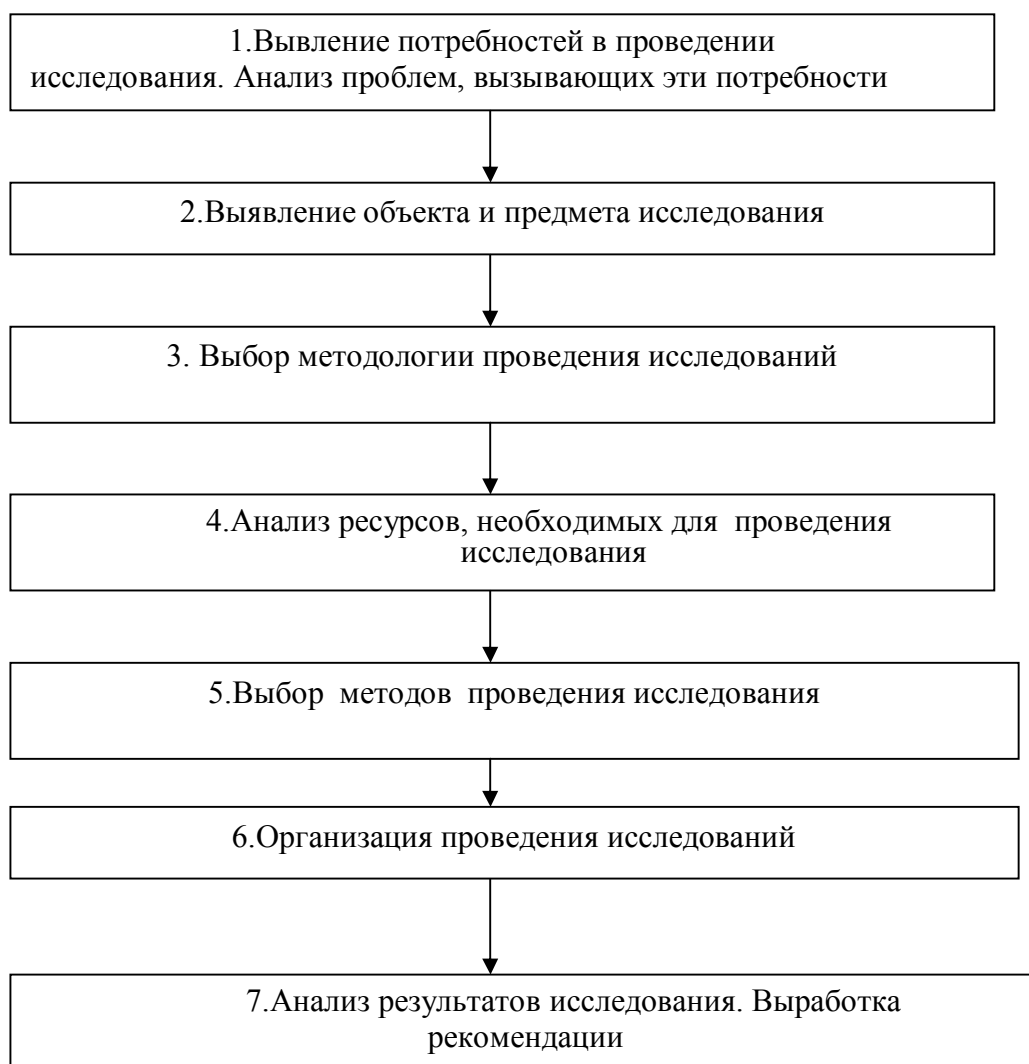 1.Вывление потребностей в проведении
исследования. Анализ проблем, вызывающих эти потребности
2.Выявление объекта и предмета исследования
3. Выбор методологии проведения исследований
4.Анализ ресурсов, необходимых для проведения
исследования
5.Выбор методов проведения исследования
6.Организация проведения исследований
7.Анализ результатов исследования. Выработка
рекомендации